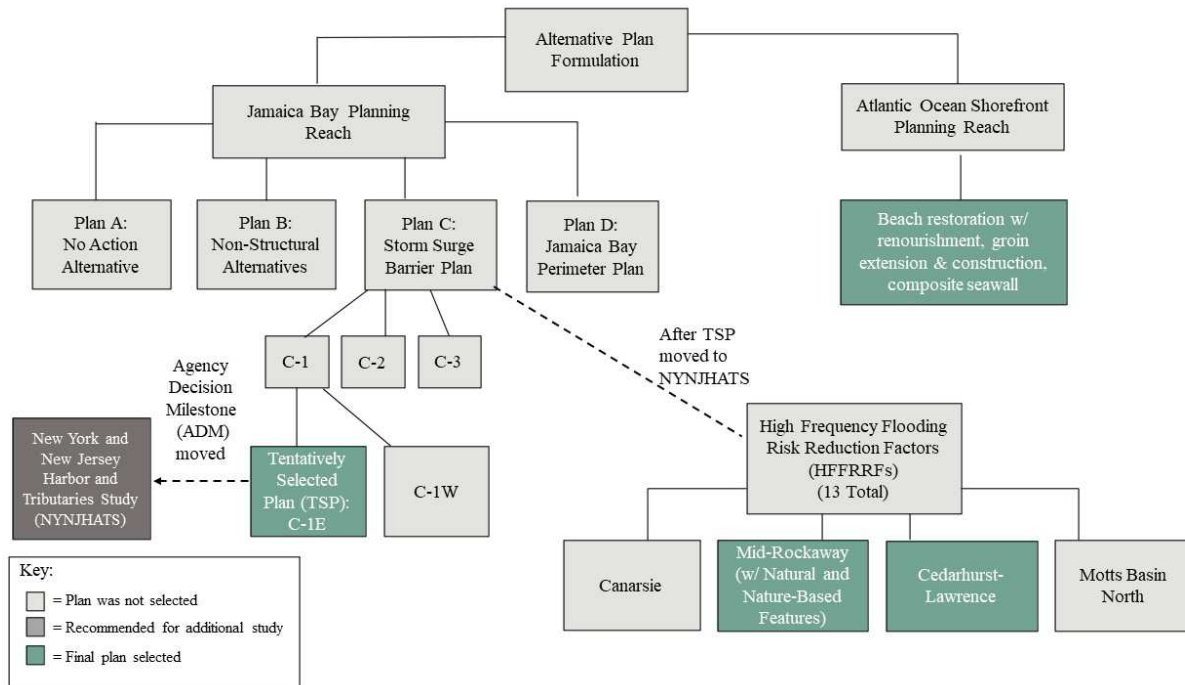 Alternative Plan
Formulation
Jamaica Bay Planning
Reach
Atlantic Ocean Shorefront
Planning Reach
Plan A:
No Action
Alternative
Plan B:
Non-Structural
Alternatives
Plan C:
Storm Surge
Barrier Plan
Plan D:
Jamaica Bay
Perimeter Plan
Beach restoration w/
renourishment, groin
extension & construction,
composite seawall
After TSP
moved to
NYNJHATS
C-1
C-2
C-3
Agency
Decision
Milestone
(ADM)
moved
New York and
New Jersey
Harbor and
Tributaries Study
(NYNJHATS)
Tentatively
Selected
Plan (TSP):
C-1E
C-1W
High Frequency Flooding
Risk Reduction Factors
(HFFRRFs)
(13 Total)
Canarsie
Mid-Rockaway
(w/ Natural and
Nature-Based
Features)
Cedarhurst-
Lawrence
Motts Basin
North
Key:
= Plan was not selected
= Recommended for additional study
= Final plan selected